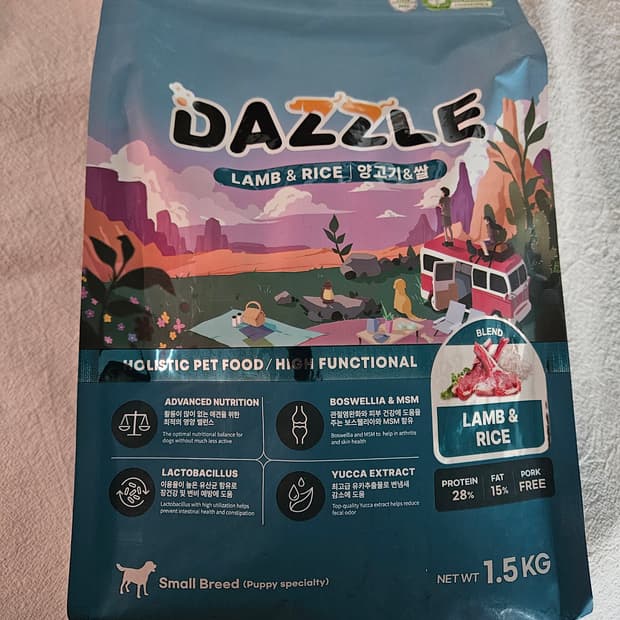 DAZZLE
LAMB & RICE | 양고기&쌀
HOLISTIC PET FOOD / HIGH FUNCTIONAL
ADVANCED NUTRITION
활동이 많이 없는 애견을 위한
최적의 영양 밸런스
The optimal nutritional balance for
dogs without much less active
BOSWELLIA & MSM
관절염완화와 피부 건강에 도움을
주는 보스웰리아와 MSM 함유
Boswellia and MSM to help in arthritis
and skin health
LACTOBACILLUS
이용율이 높은 유산균 함유로
장건강 및 변비 예방에 도움
Lactobacillus with high utilization helps
prevent intestinal health and constipation
YUCCA EXTRACT
최고급 유카추출물로 변냄새
감소에 도움
Top-quality Yucca extract helps reduce
fecal odor
BLEND
LAMB &
RICE
PROTEIN
28%
FAT
15%
PORK
FREE
Small Breed (Puppy specialty)
NET WT 1.5 KG